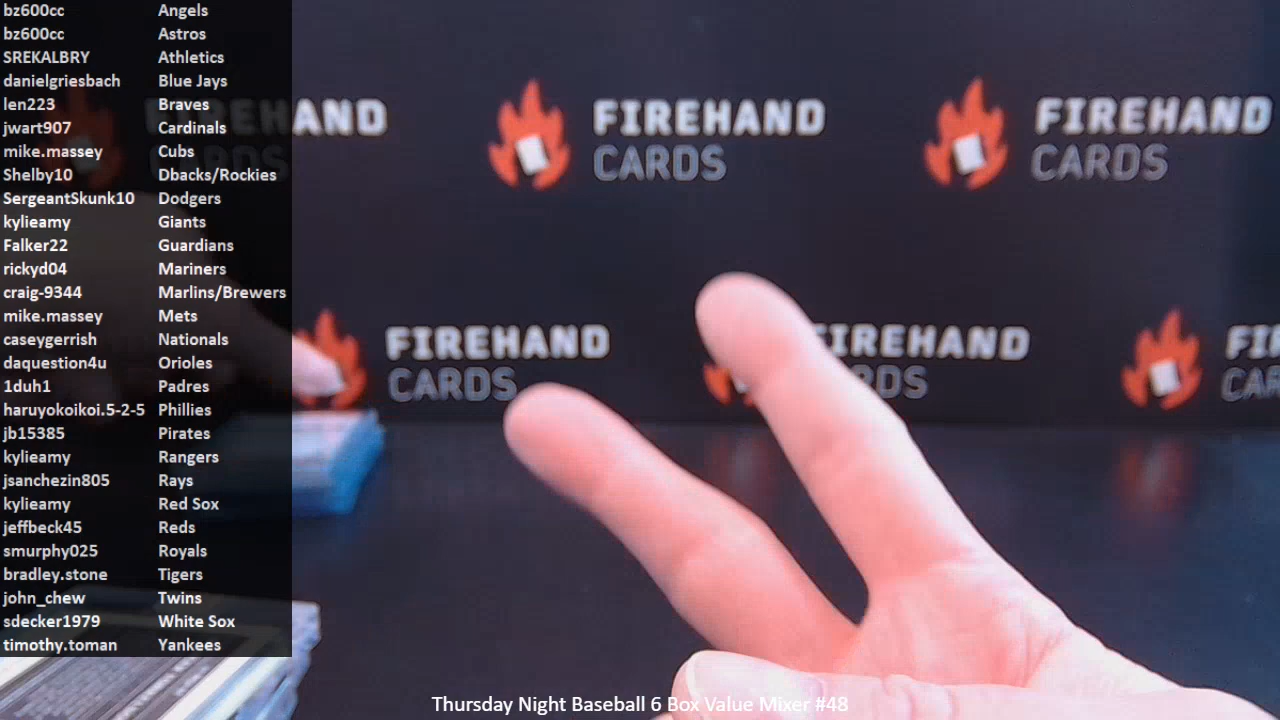 bz600cc Angels
bz600cc Astros
SREKALBRY Athletics
danielgriesbach Blue Jays
len223 Braves
jwart907 Cardinals
mike.massey Cubs
Shelby10 Dbacks/Rockies
SergeantSkunk10 Dodgers
kylieamy Giants
Falker22 Guardians
rickyd04 Mariners
craig-9344 Marlins/Brewers
mike.massey Mets
caseygerrish Nationals
daquestion4u Orioles
1duh1 Padres
haruyokoikoi.5-2-5 Phillies
jb15385 Pirates
kylieamy Rangers
jsanchezin805 Rays
kylieamy Red Sox
jeffbeck45 Reds
smurphy025 Royals
bradley.stone Tigers
john_chew Twins
sdecker1979 White Sox
timothy.toman Yankees
FIREHAND
CARDS
FIREHAND
CARDS
FIREHAND
CARDS
FIREHAND
CARDS
FIREHAND
RDS
FI
CAR
Thursday Night Baseball 6 Box Value Mixer #48